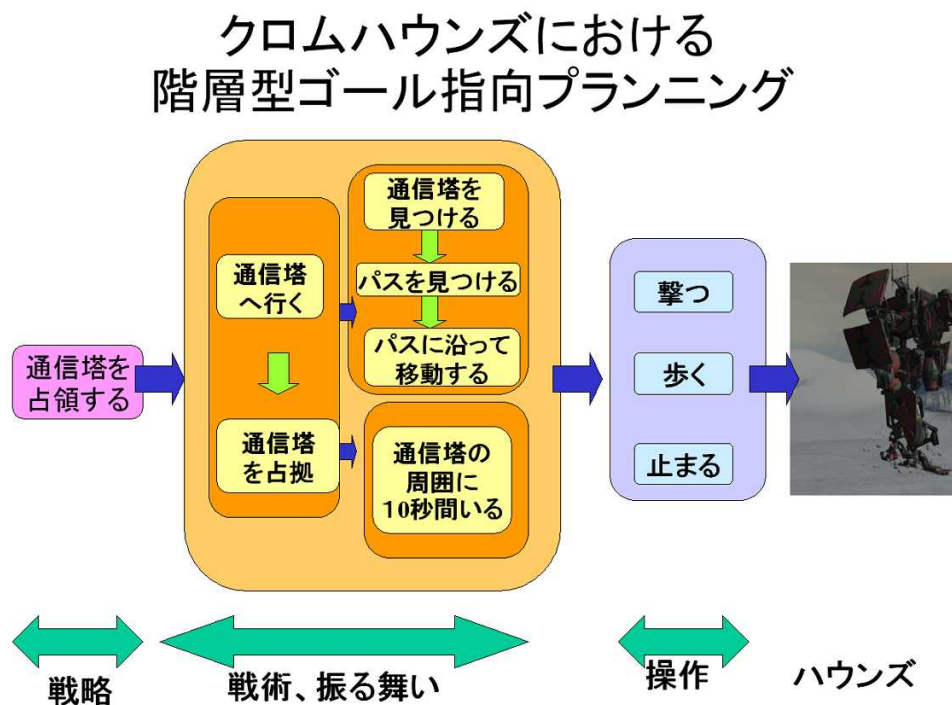 クロムハウンズにおける
階層型ゴール指向プランニング
通信塔を
占領する
通信塔
へ行く
通信塔
を占拠
通信塔を
見つける
パスを見つける
パスに沿って
移動する
通信塔の
周囲に
10秒間いる
撃つ
歩く
止まる
戦略
戦術、振る舞い
操作
ハウンズ